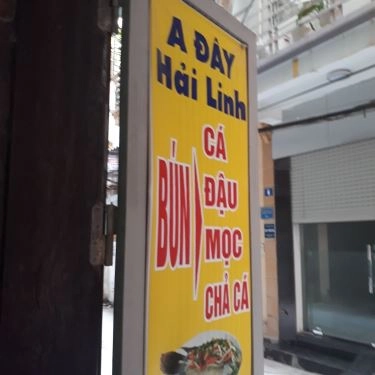 A ĐÂY
Hải Linh
BÚN
CÁ
ĐẬU
MỌC
CHẢ CÁ